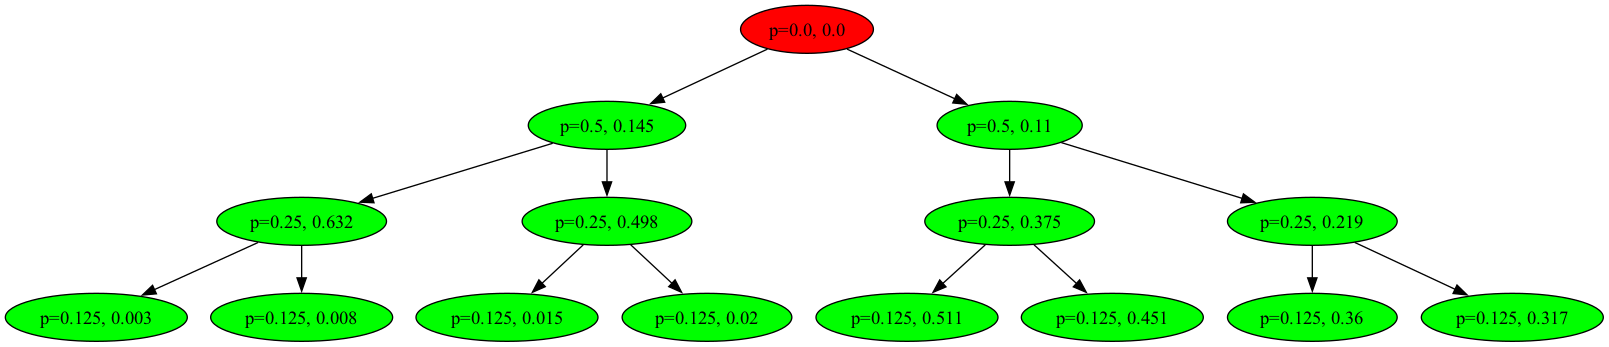 p=0.0, 0.0
p=0.5, 0.145
p=0.5, 0.11
p=0.25, 0.632
p=0.25, 0.498
p=0.25, 0.375
p=0.25, 0.219
p=0.125, 0.003
p=0.125, 0.008
p=0.125, 0.015
p=0.125, 0.02
p=0.125, 0.511
p=0.125, 0.451
p=0.125, 0.36
p=0.125, 0.317